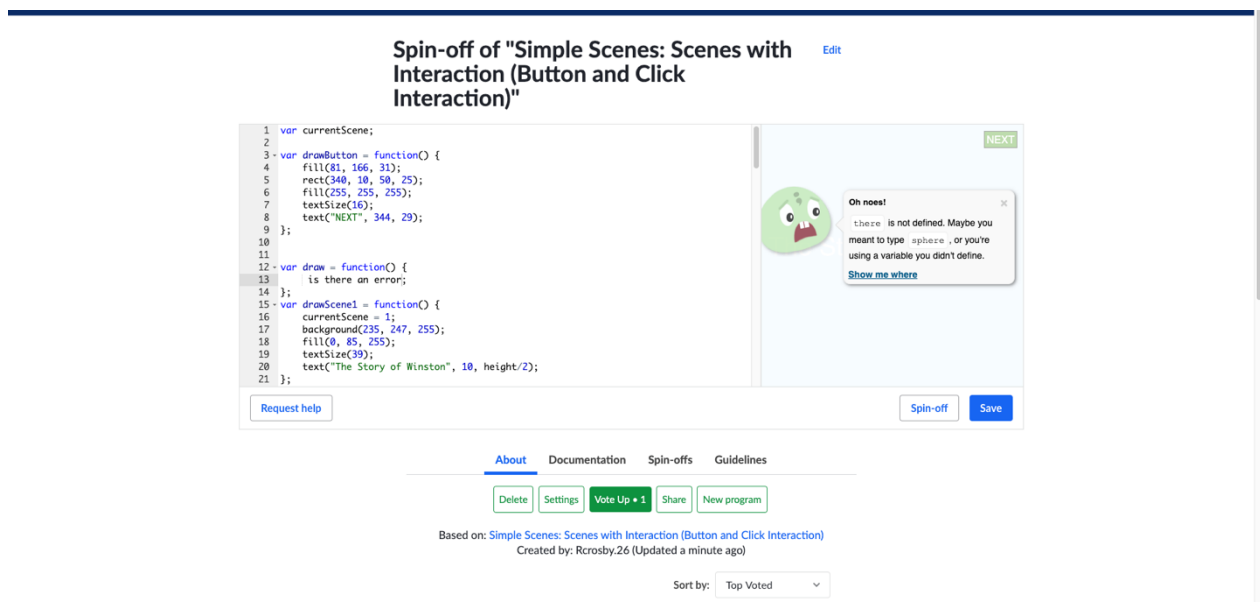 Spin-off of "Simple Scenes: Scenes with
Interaction (Button and Click
Interaction)"
Edit
1 var currentScene;
2
3 var drawButton = function() {
4 fill(81, 166, 31);
5 rect(340, 10, 50, 25);
6 fill(255, 255, 255);
7 textSize(16);
8 text("NEXT", 344, 29);
9 };
10
11
12 var draw = function() {
13 is there an error;
14 };
15 var drawScene1 = function() {
16 currentScene = 1;
17 background(235, 247, 255);
18 fill(0, 85, 255);
19 textSize(39);
20 text("The Story of Winston", 10, height/2);
21 };
NEXT
Oh noes!
there is not defined. Maybe you
meant to type sphere , or you're
using a variable you didn't define.
Show me where
Request help
Spin-off
Save
About Documentation Spin-offs Guidelines
Delete Settings Vote Up • 1 Share New program
Based on: Simple Scenes: Scenes with Interaction (Button and Click Interaction)
Created by: Rcrosby.26 (Updated a minute ago)
Sort by: Top Voted